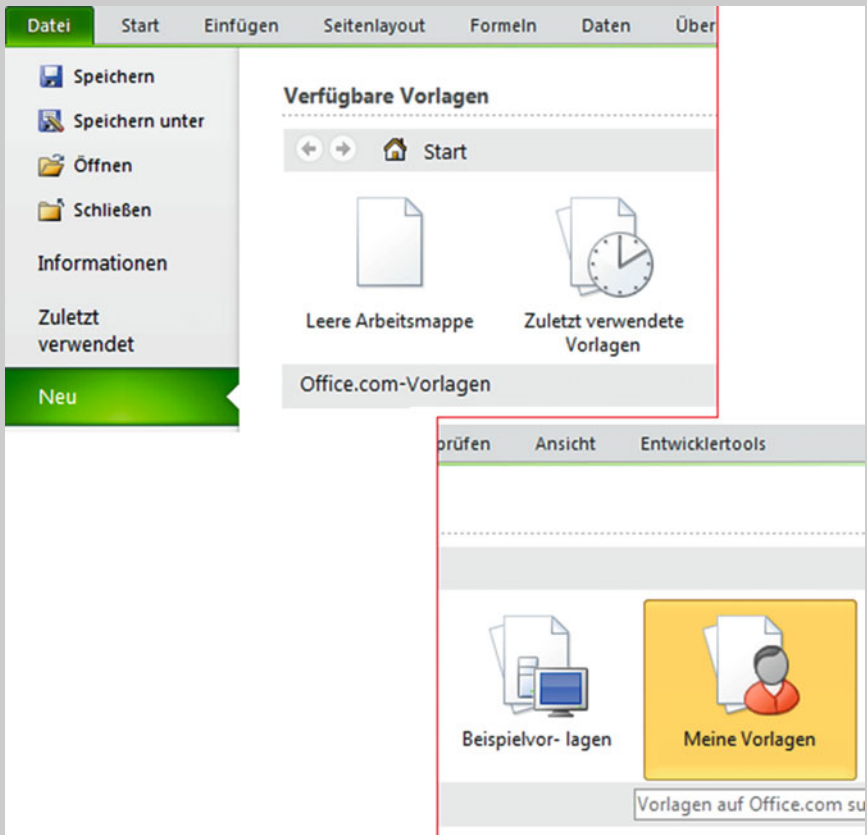 Datei Start Einfügen Seitenlayout Formeln Daten Über
Speichern
Speichern unter
Öffnen
Schließen
Informationen
Zuletzt
verwendet
Neu
Verfügbare Vorlagen
Start
Leere Arbeitsmappe
Zuletzt verwendete
Vorlagen
Office.com-Vorlagen
prüfen Ansicht Entwicklertools
Beispielvor- lagen
Meine Vorlagen
Vorlagen auf Office.com su